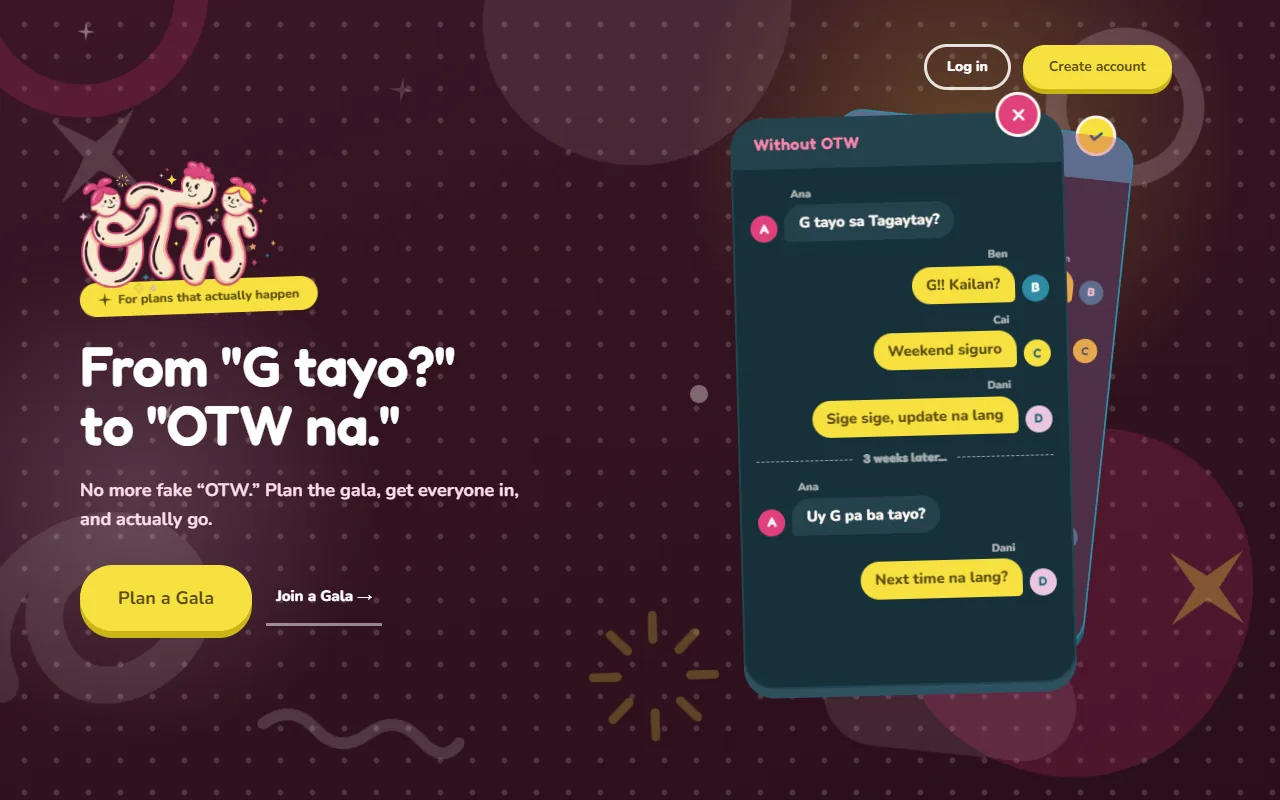 Log in
Create account
OTW
For plans that actually happen
From "G tayo?"
to "OTW na."
No more fake “OTW.” Plan the gala, get everyone in,
and actually go.
Plan a Gala
Join a Gala →
Without OTW
Ana
A
G tayo sa Tagaytay?
Ben
G!! Kailan?
B
Cai
Weekend siguro
C
Dani
Sige sige, update na lang
D
3 weeks later...
Ana
A
Uy G pa ba tayo?
Dani
Next time na lang?
D
B
C